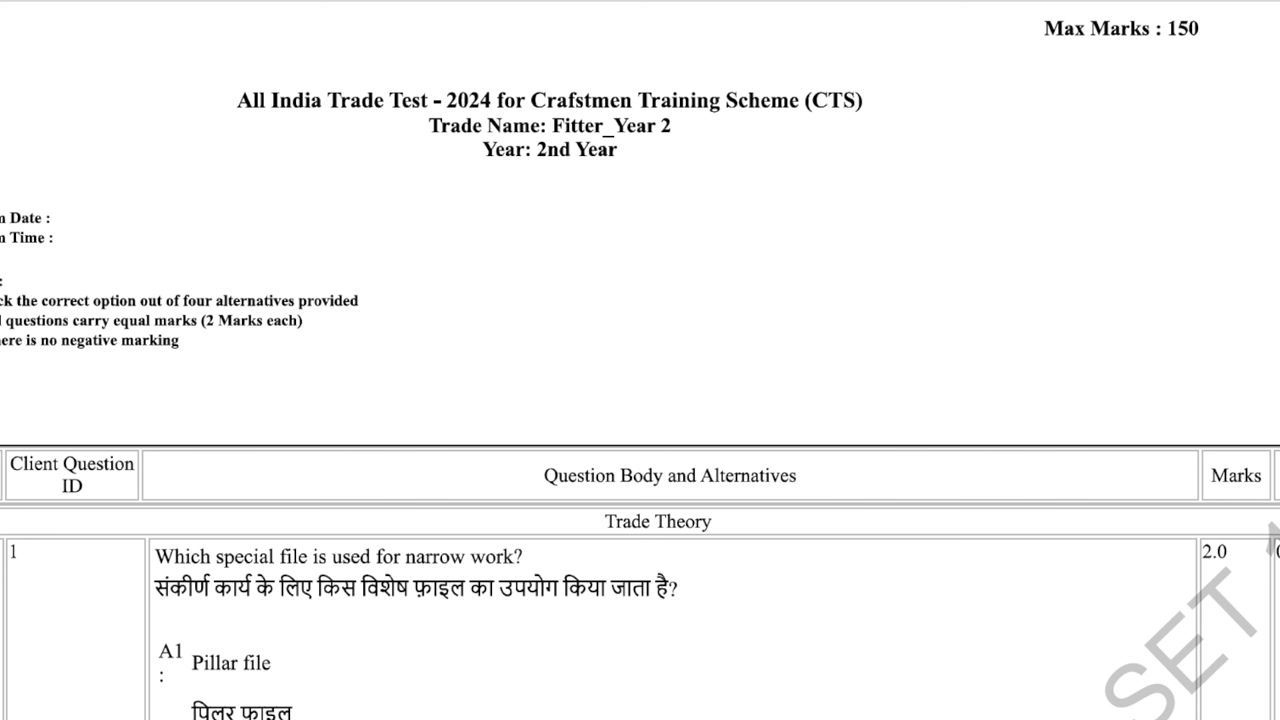 Max Marks : 150
All India Trade Test - 2024 for Crafstmen Training Scheme (CTS)
Trade Name: Fitter_Year 2
Year: 2nd Year
Date :
Time :
:
the correct option out of four alternatives provided
questions carry equal marks (2 Marks each)
is no negative marking
Client Question ID
Question Body and Alternatives
Marks
Trade Theory
1
Which special file is used for narrow work?
2.0
संकीर्ण कार्य के लिए किस विशेष फ़ाइल का उपयोग किया जाता है?
A1 :
Pillar file
पिलर फ़ाइल
SET